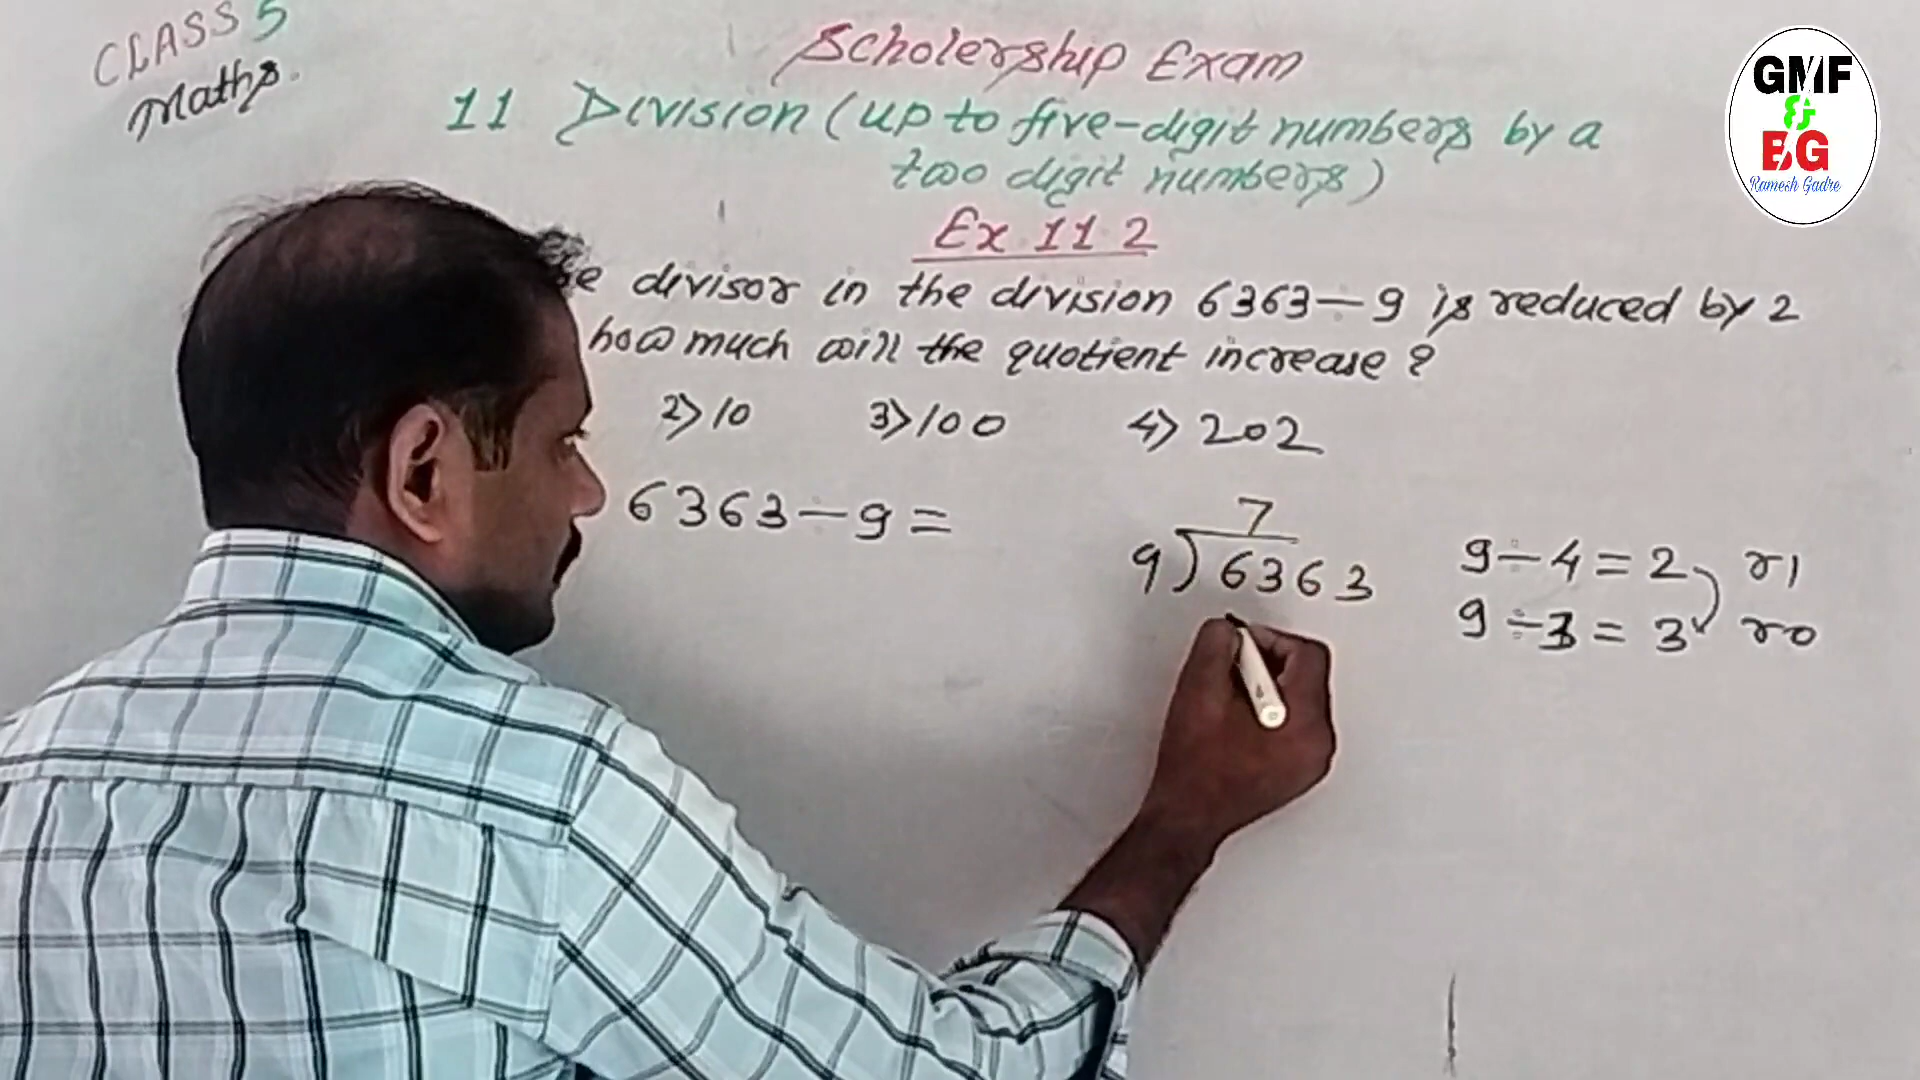 CLASS 5
Maths.
Scholership Exam
11 Division (up to five-digit numbers by a
two digit numbers)
Ex 11.2
divisor in the division 6363÷9 is reduced by 2
how much will the quotient increase?
2) 10 3) 100 4) 202
6363÷9=
7
9) 6363
9÷4=2 r1
9÷3=3 r0
GMF
&
BG
Ramesh Gadre